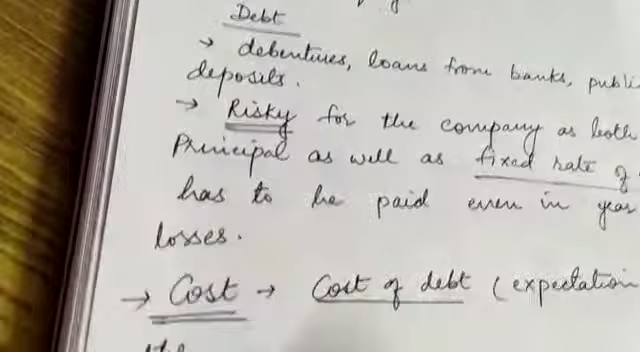 Debt
→ debentures, loans from banks, public
deposits.
→ Risky for the company as both
Principal as well as fixed rate of
has to be paid even in year
losses.
→ Cost → Cost of debt (expectation
the